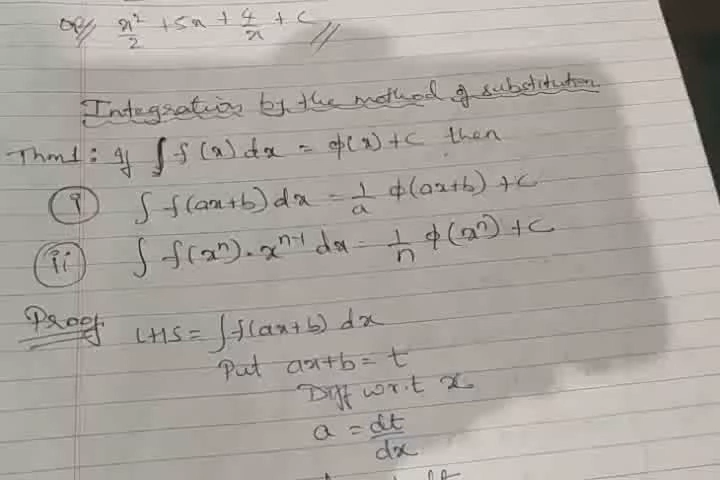 OR x²/2 + 5x + 4/x + c //
Integration by the method of substitution
Thm1: If ∫ f(x) dx = φ(x) + c then
(i) ∫ f(ax+b) dx = 1/a φ(ax+b) + c
(ii) ∫ f(xⁿ) . xⁿ⁻¹ dx = 1/n φ(xⁿ) + c
Proof LHS = ∫ f(ax+b) dx
Put ax+b = t
Diff w.r.t x
a = dt/dx